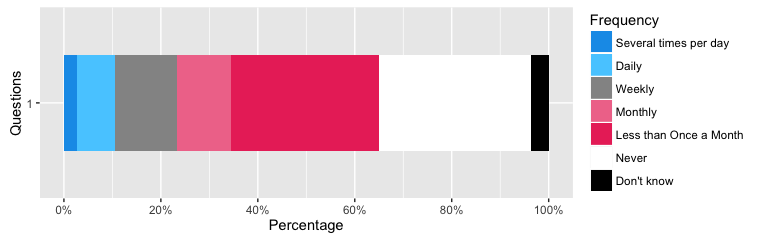 Questions
1
0%
20%
40%
60%
80%
100%
Percentage
Frequency
Several times per day
Daily
Weekly
Monthly
Less than Once a Month
Never
Don't know